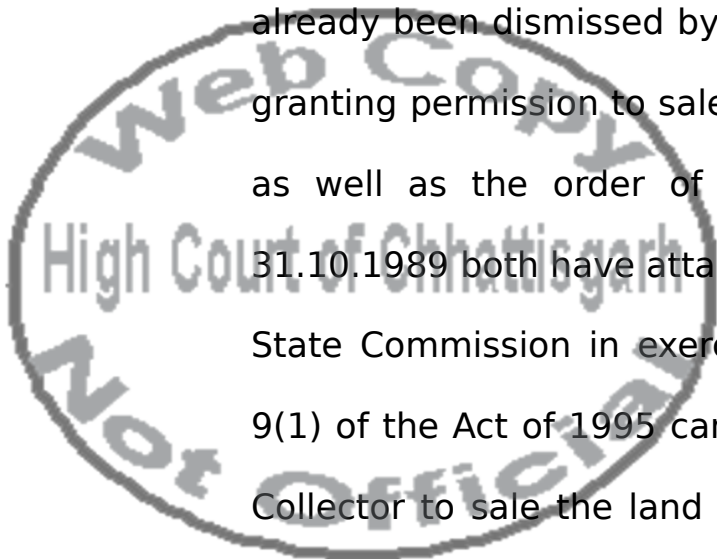 already been dismissed by
granting permission to sale
as well as the order of
31.10.1989 both have atta
State Commission in exer
9(1) of the Act of 1995 ca
Collector to sale the land
Web Copy
High Court of Chhattisgarh
Not Official